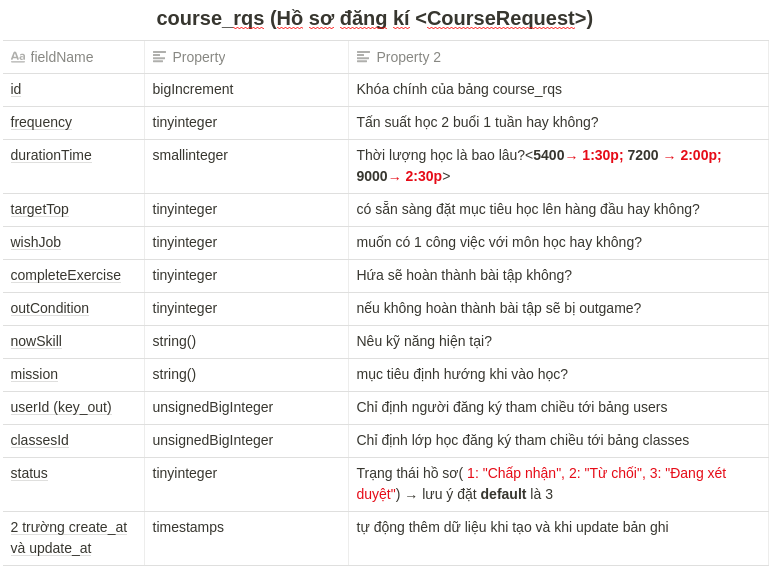 course_rqs (Hồ sơ đăng kí <CourseRequest>)
Aa fieldName Property Property 2
id bigIncrement Khóa chính của bảng course_rqs
frequency tinyinteger Tấn suất học 2 buổi 1 tuần hay không?
durationTime smallinteger Thời lượng học là bao lâu?<5400→ 1:30p; 7200 → 2:00p;
9000→ 2:30p>
targetTop tinyinteger có sẵn sàng đặt mục tiêu học lên hàng đầu hay không?
wishJob tinyinteger muốn có 1 công việc với môn học hay không?
completeExercise tinyinteger Hứa sẽ hoàn thành bài tập không?
outCondition tinyinteger nếu không hoàn thành bài tập sẽ bị outgame?
nowSkill string() Nêu kỹ năng hiện tại?
mission string() mục tiêu định hướng khi vào học?
userId (key_out) unsignedBigInteger Chỉ định người đăng ký tham chiều tới bảng users
classesId unsignedBigInteger Chỉ định lớp học đăng ký tham chiều tới bảng classes
status tinyinteger Trạng thái hồ sơ( 1: "Chấp nhận", 2: "Từ chối", 3: "Đang xét
duyệt") → lưu ý đặt default là 3
2 trường create_at timestamps tự động thêm dữ liệu khi tạo và khi update bản ghi
và update_at